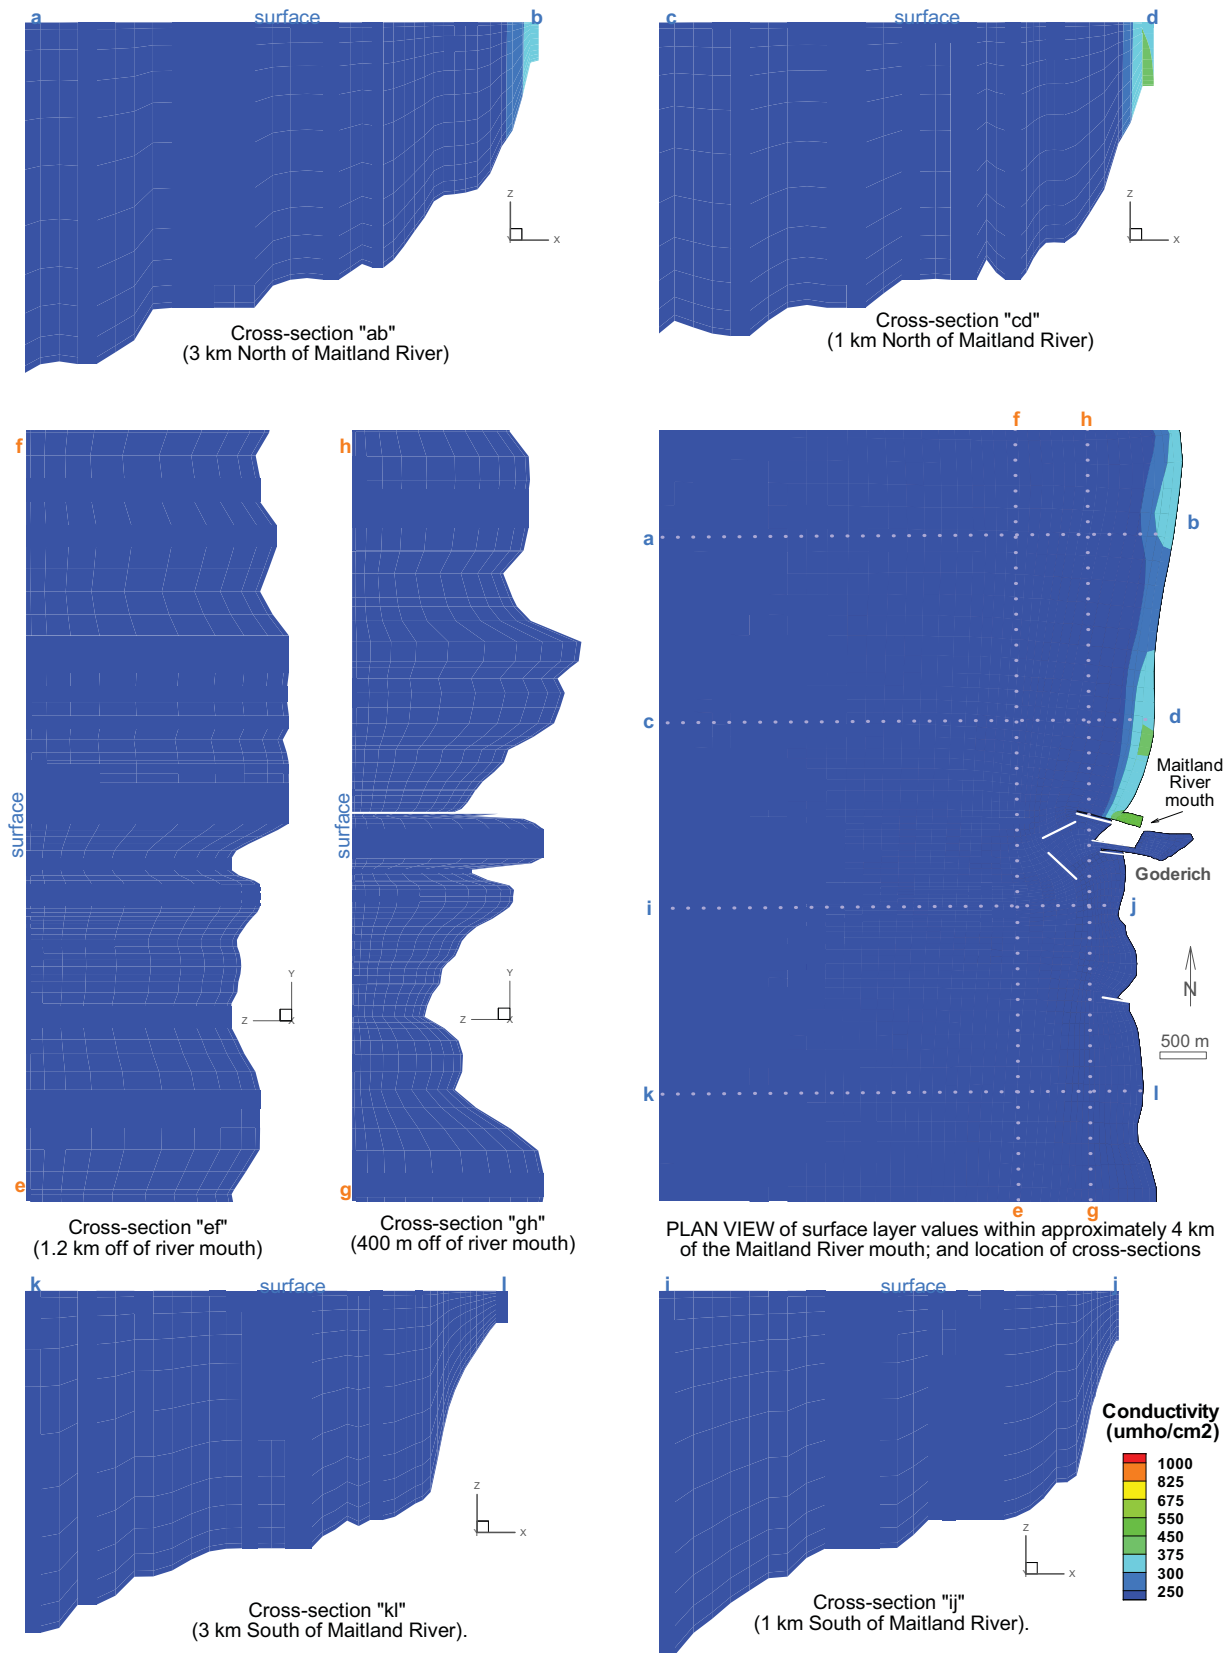 a surface b
c surface d
Z
X
Z
X
Cross-section "ab"
(3 km North of Maitland River)
Cross-section "cd"
(1 km North of Maitland River)
f
h
f h
b
a
c
d
Maitland
River
mouth
surface
surface
Goderich
i
j
Y
Z
Y
Z
N
500 m
k
l
e
g
e g
Cross-section "ef"
(1.2 km off of river mouth)
Cross-section "gh"
(400 m off of river mouth)
PLAN VIEW of surface layer values within approximately 4 km
of the Maitland River mouth; and location of cross-sections
k surface l
i surface j
Conductivity
(umho/cm2)
1000
825
675
550
450
375
300
250
Z
X
Z
X
Cross-section "kl"
(3 km South of Maitland River).
Cross-section "ij"
(1 km South of Maitland River).